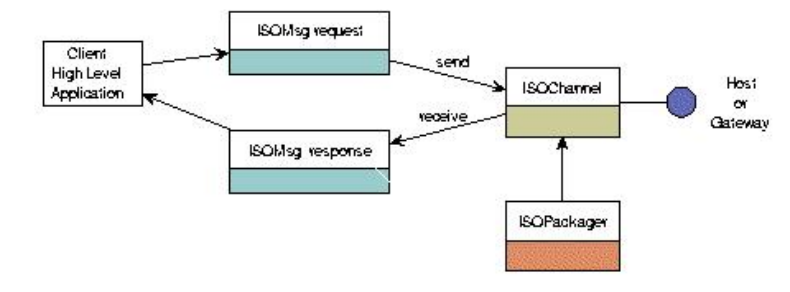 ISOMsg request
Client
High Level
Application
send
ISOChannel
Host
or
Gateway
receive
ISOMsg response
ISOPackager